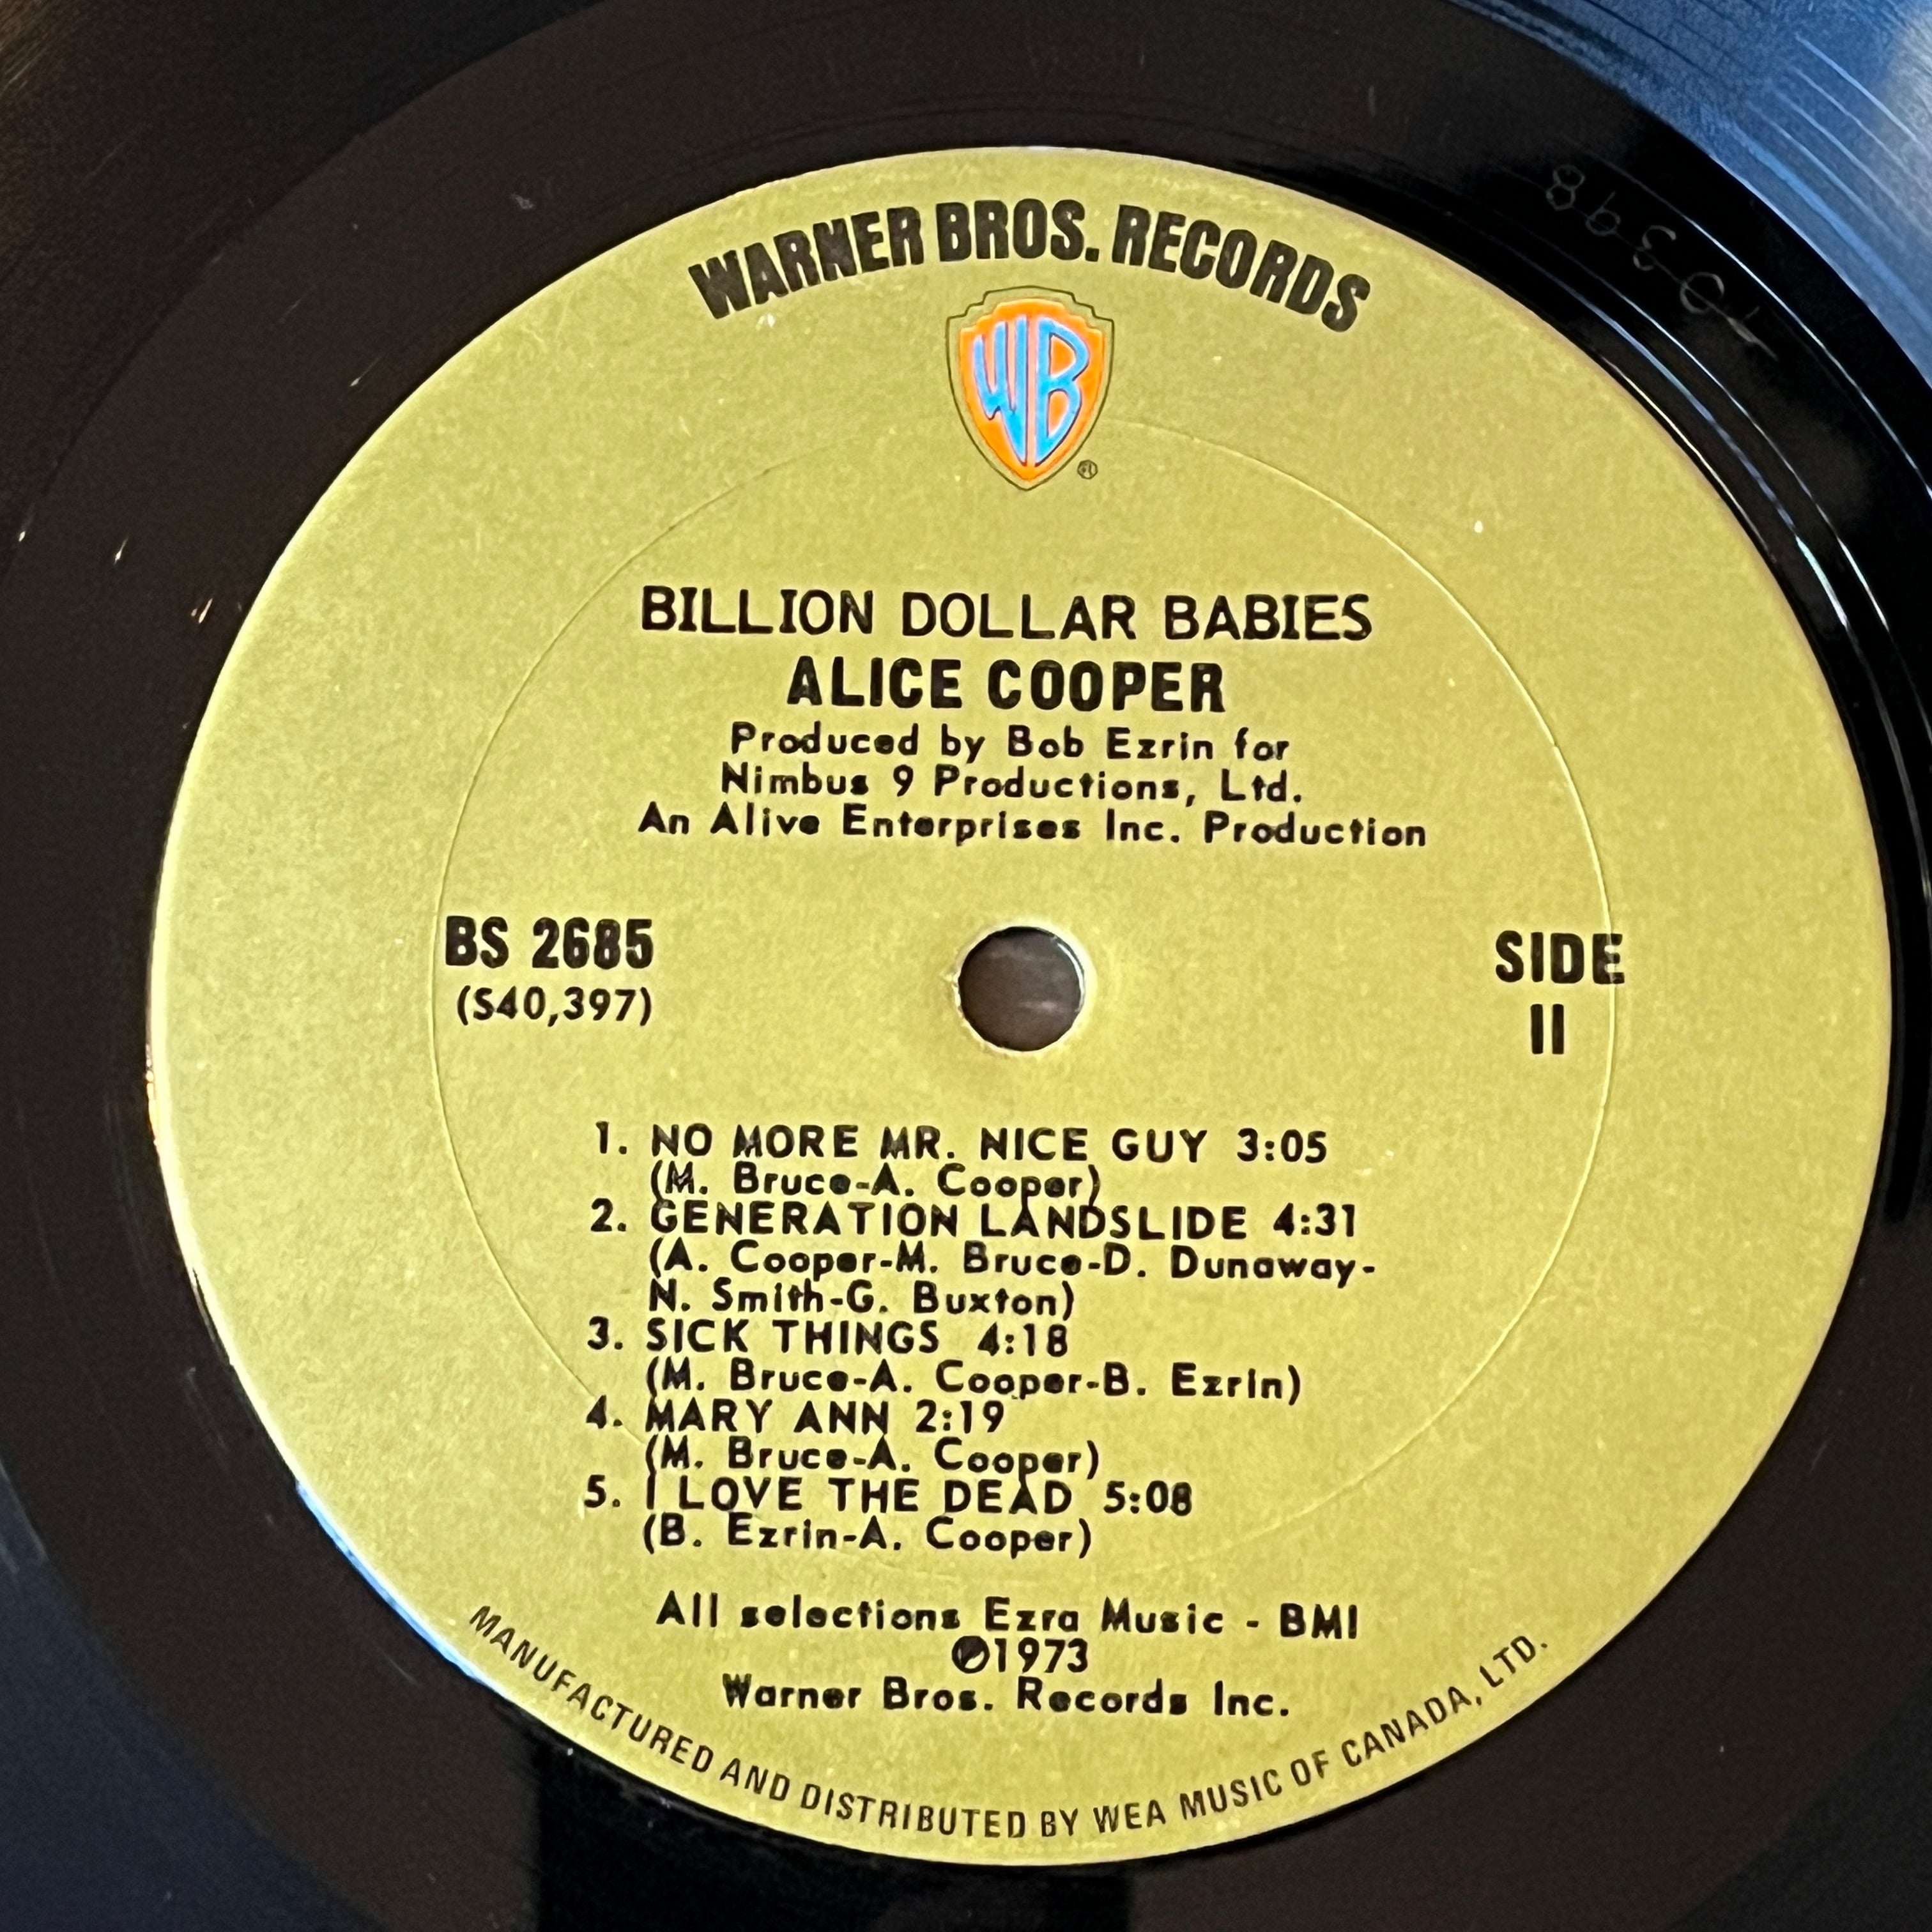 WARNER BROS. RECORDS
WB
®
BILLION DOLLAR BABIES
ALICE COOPER
Produced by Bob Ezrin for
Nimbus 9 Productions, Ltd.
An Alive Enterprises Inc. Production
BS 2685
(S40,397)
SIDE
II
1. NO MORE MR. NICE GUY 3:05
(M. Bruce-A. Cooper)
2. GENERATION LANDSLIDE 4:31
(A. Cooper-M. Bruce-D. Dunaway-
N. Smith-G. Buxton)
3. SICK THINGS 4:18
(M. Bruce-A. Cooper-B. Ezrin)
4. MARY ANN 2:19
(M. Bruce-A. Cooper)
5. I LOVE THE DEAD 5:08
(B. Ezrin-A. Cooper)
All selections Ezra Music - BMI
℗1973
Warner Bros. Records Inc.
MANUFACTURED AND DISTRIBUTED BY WEA MUSIC OF CANADA, LTD.